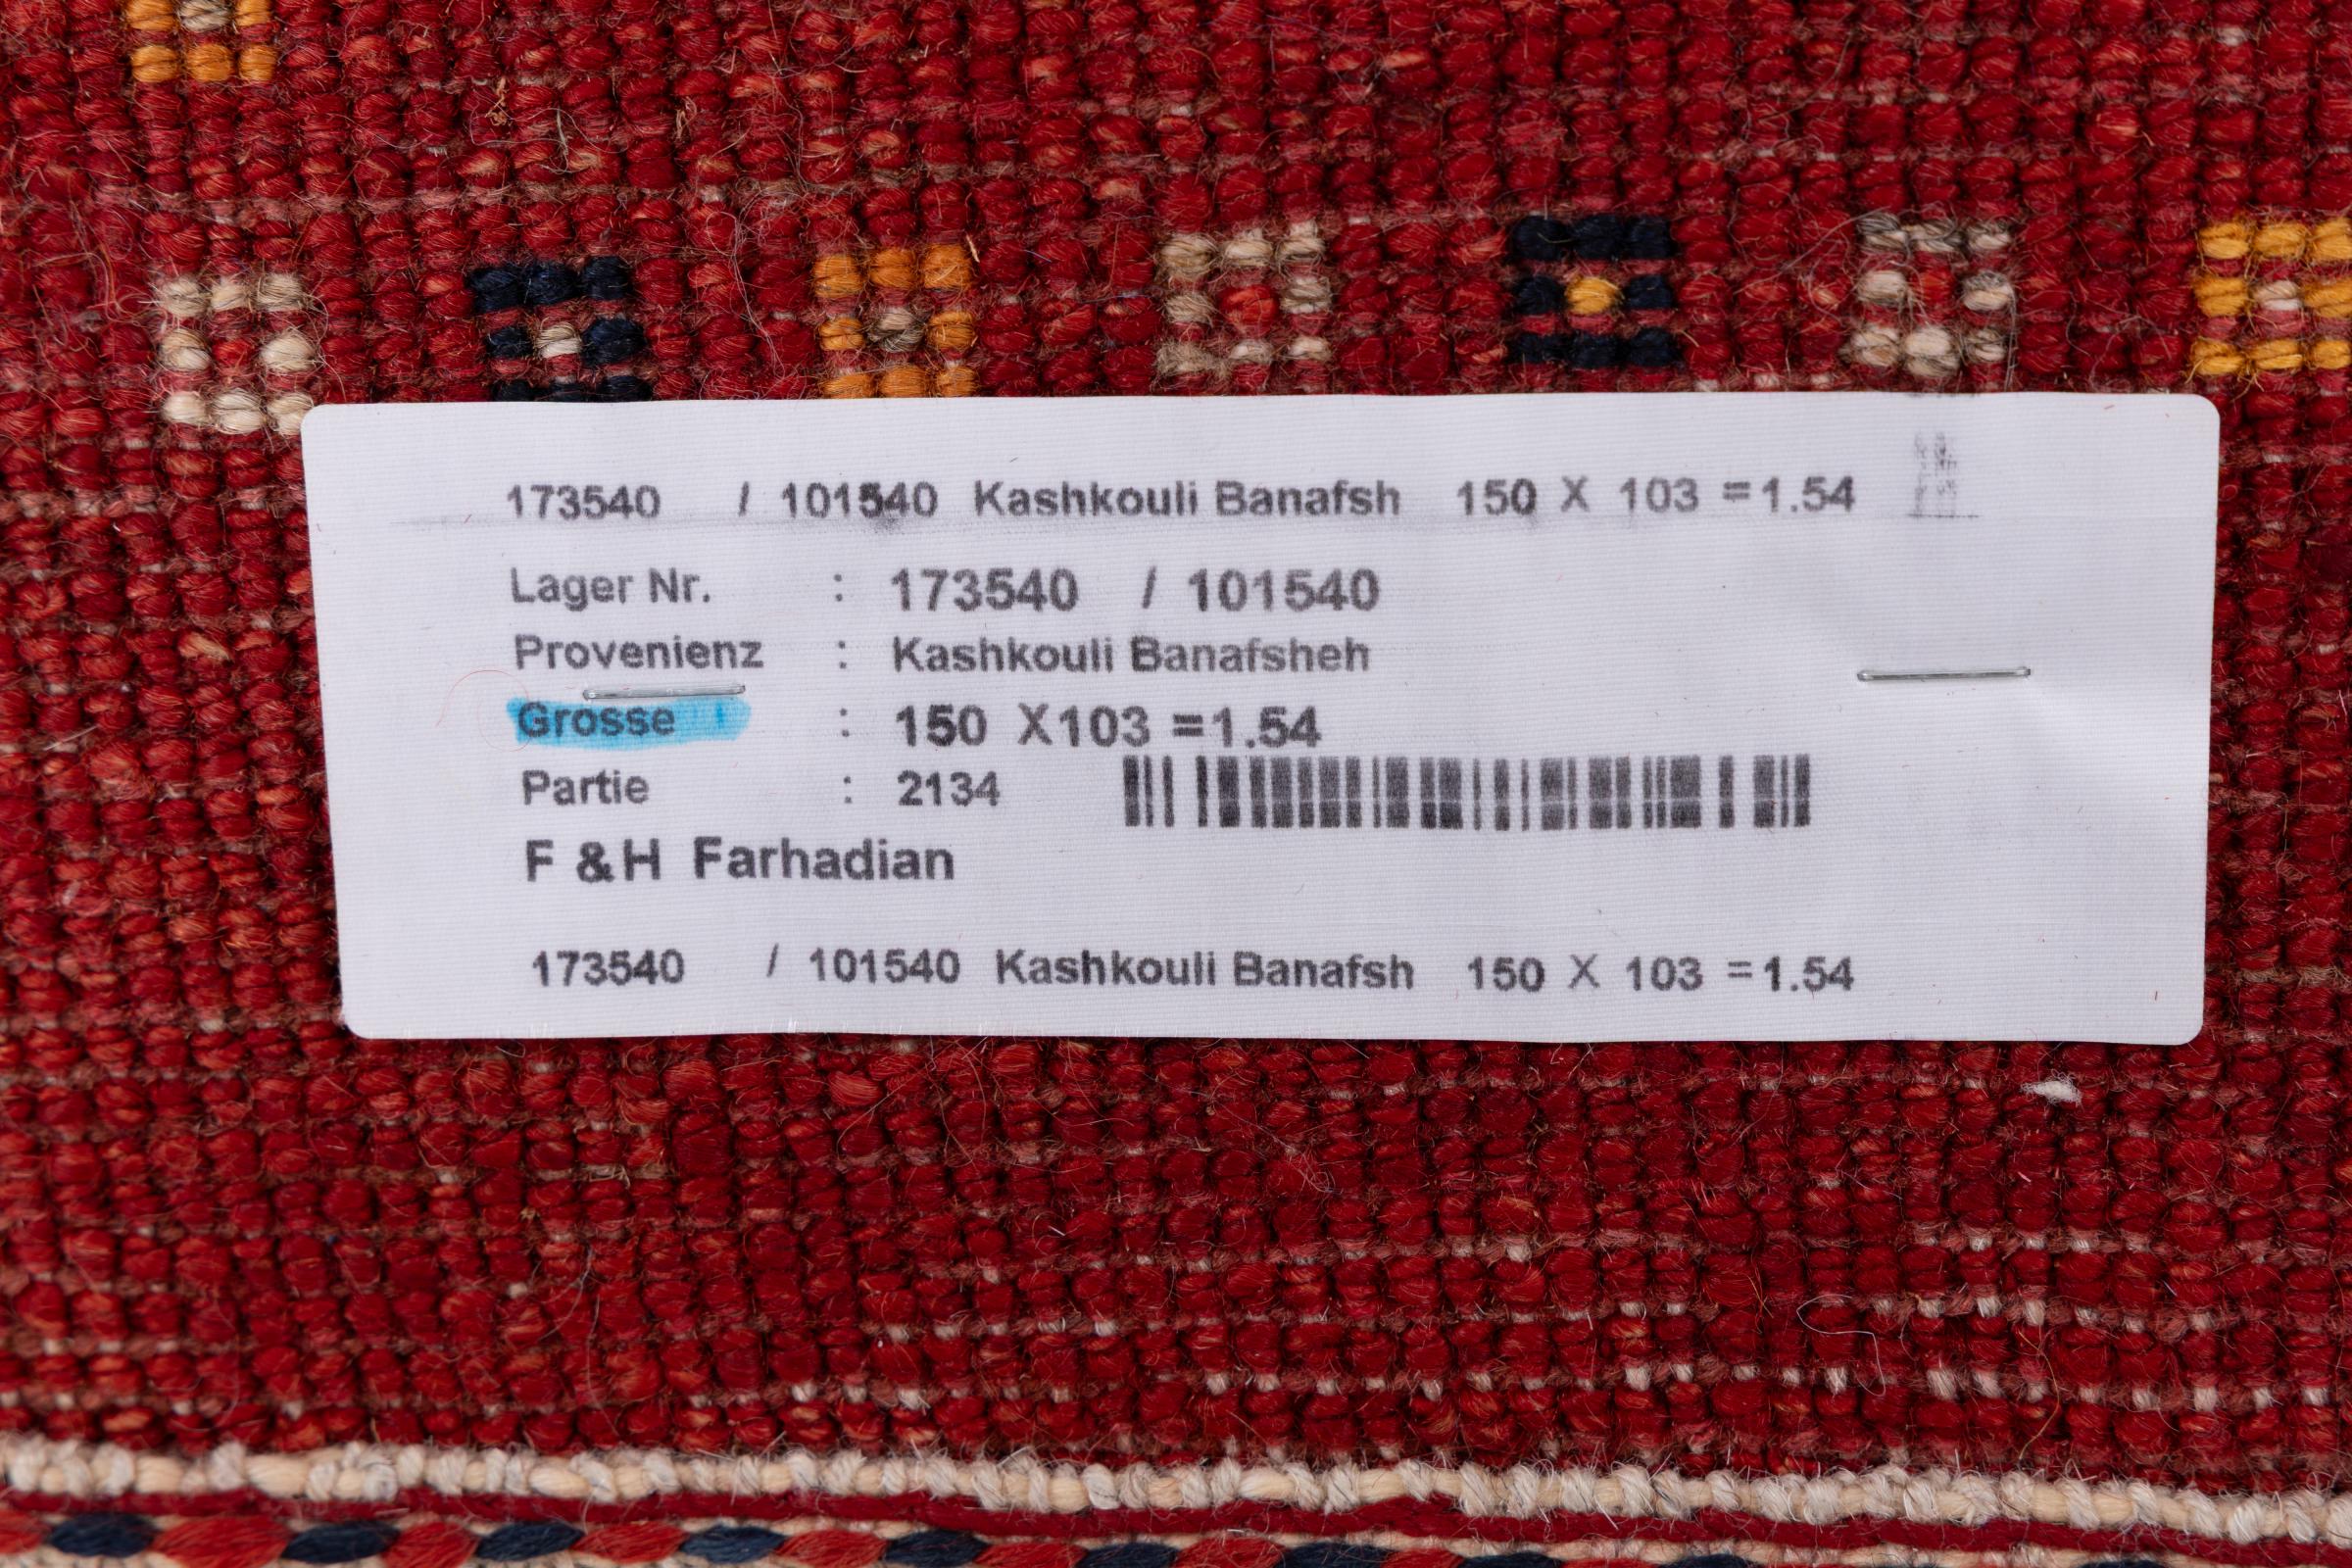 173540 / 101540 Kashkouli Banafsh 150 X 103 =1.54
Lager Nr. : 173540 / 101540
Provenienz : Kashkouli Banafsheh
Grosse : 150 X103 =1.54
Partie : 2134
F &H Farhadian
173540 / 101540 Kashkouli Banafsh 150 X 103 =1.54